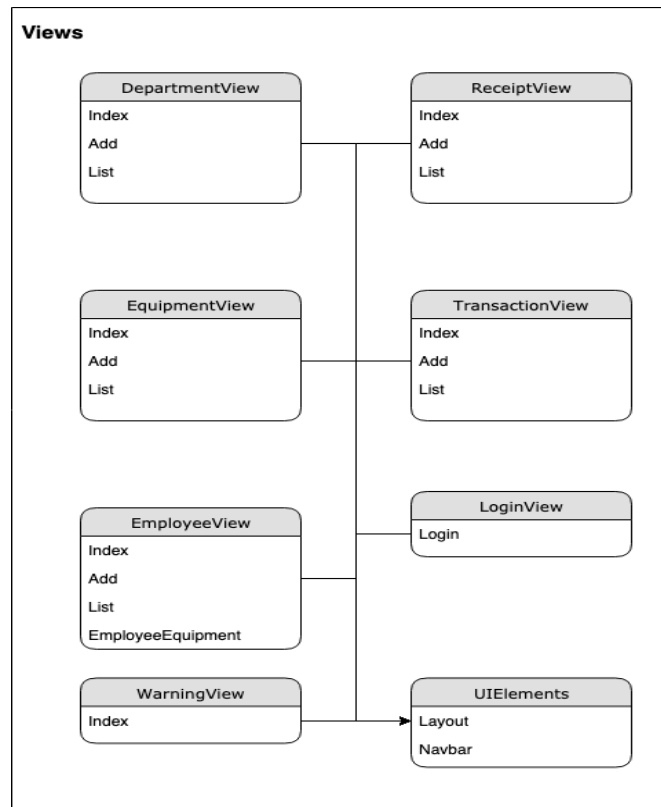 Views
DepartmentView
Index
Add
List
ReceiptView
Index
Add
List
EquipmentView
Index
Add
List
TransactionView
Index
Add
List
EmployeeView
Index
Add
List
EmployeeEquipment
LoginView
Login
WarningView
Index
UIElements
Layout
Navbar